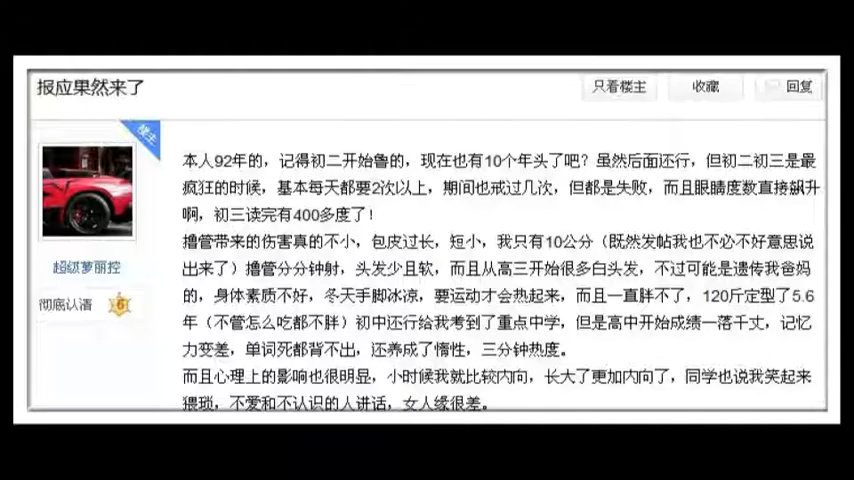 报应果然来了
只看楼主 收藏 回复
楼主
本人92年的，记得初二开始鲁的，现在也有10个年头了吧？虽然后面还行，但初二初三是最
疯狂的时候，基本每天都要2次以上，期间也戒过几次，但都是失败，而且眼睛度数直接飙升
啊，初三读完有400多度了！
撸管带来的伤害真的不小，包皮过长，短小，我只有10公分（既然发帖我也不必不好意思说
出来了）撸管分分钟射，头发少且软，而且从高三开始很多白头发，不过可能是遗传我爸妈
的，身体素质不好，冬天手脚冰凉，要运动才会热起来，而且一直胖不了，120斤定型了5.6
年（不管怎么吃都不胖）初中还行给我考到了重点中学，但是高中开始成绩一落千丈，记忆
力变差，单词死都背不出，还养成了惰性，三分钟热度。
而且心理上的影响也很明显，小时候我就比较内向，长大了更加内向了，同学也说我笑起来
猥琐，不爱和不认识的人讲话，女人缘很差。
超级萝丽控
彻底认清 6